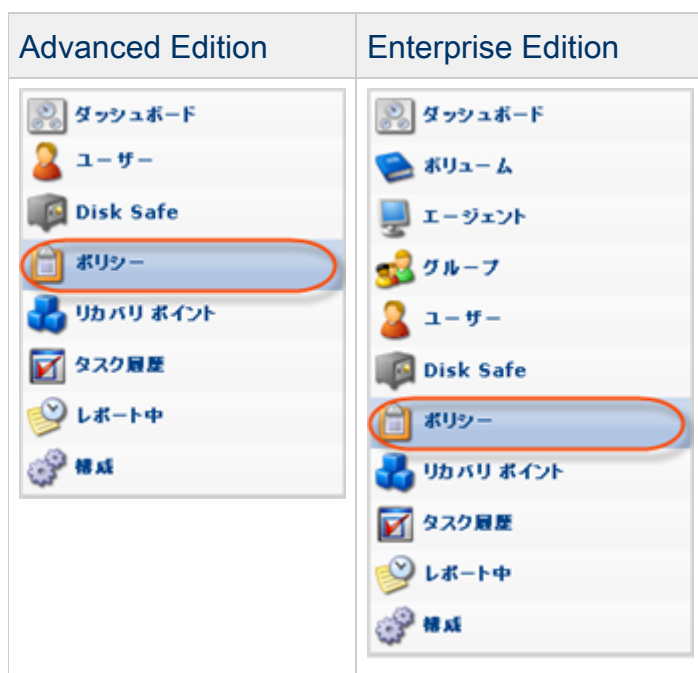 Advanced Edition
Enterprise Edition
ダッシュボード
ユーザー
Disk Safe
ポリシー
リカバリ ポイント
タスク履歴
レポート中
構成
ダッシュボード
ボリューム
エージェント
グループ
ユーザー
Disk Safe
ポリシー
リカバリ ポイント
タスク履歴
レポート中
構成